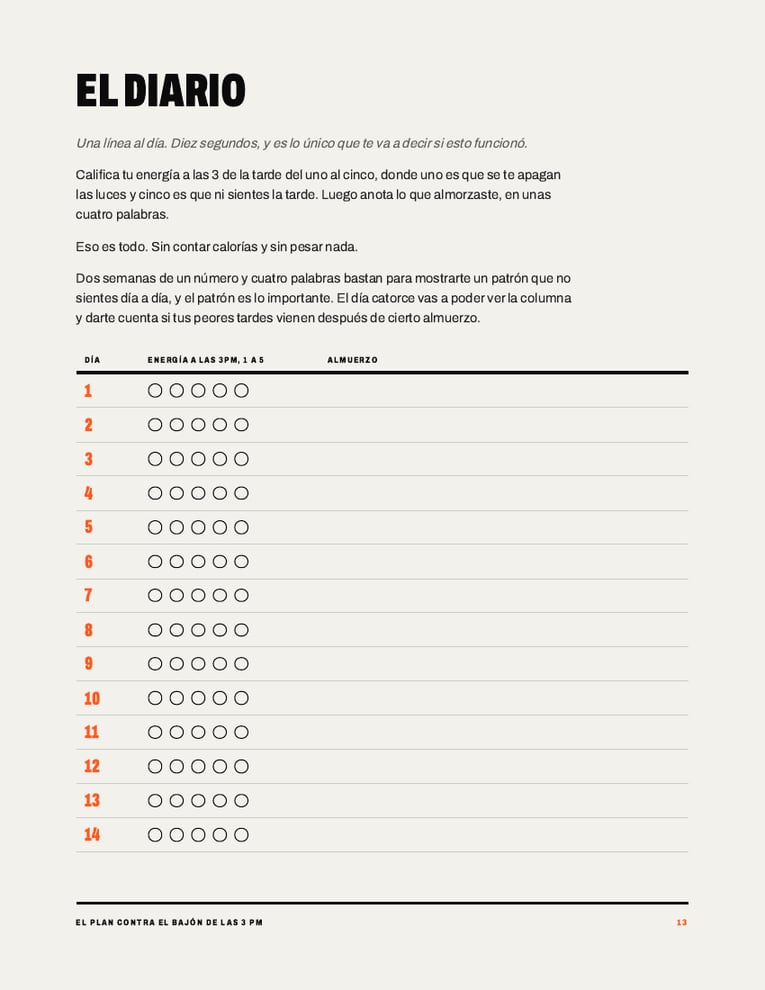 EL DIARIO
Una línea al día. Diez segundos, y es lo único que te va a decir si esto funcionó.
Califica tu energía a las 3 de la tarde del uno al cinco, donde uno es que se te apagan
las luces y cinco es que ni sientes la tarde. Luego anota lo que almorzaste, en unas
cuatro palabras.
Eso es todo. Sin contar calorías y sin pesar nada.
Dos semanas de un número y cuatro palabras bastan para mostrarte un patrón que no
sientes día a día, y el patrón es lo importante. El día catorce vas a poder ver la columna
y darte cuenta si tus peores tardes vienen después de cierto almuerzo.
DÍA ENERGÍA A LAS 3PM, 1 A 5 ALMUERZO
1
2
3
4
5
6
7
8
9
10
11
12
13
14
EL PLAN CONTRA EL BAJÓN DE LAS 3 PM 13